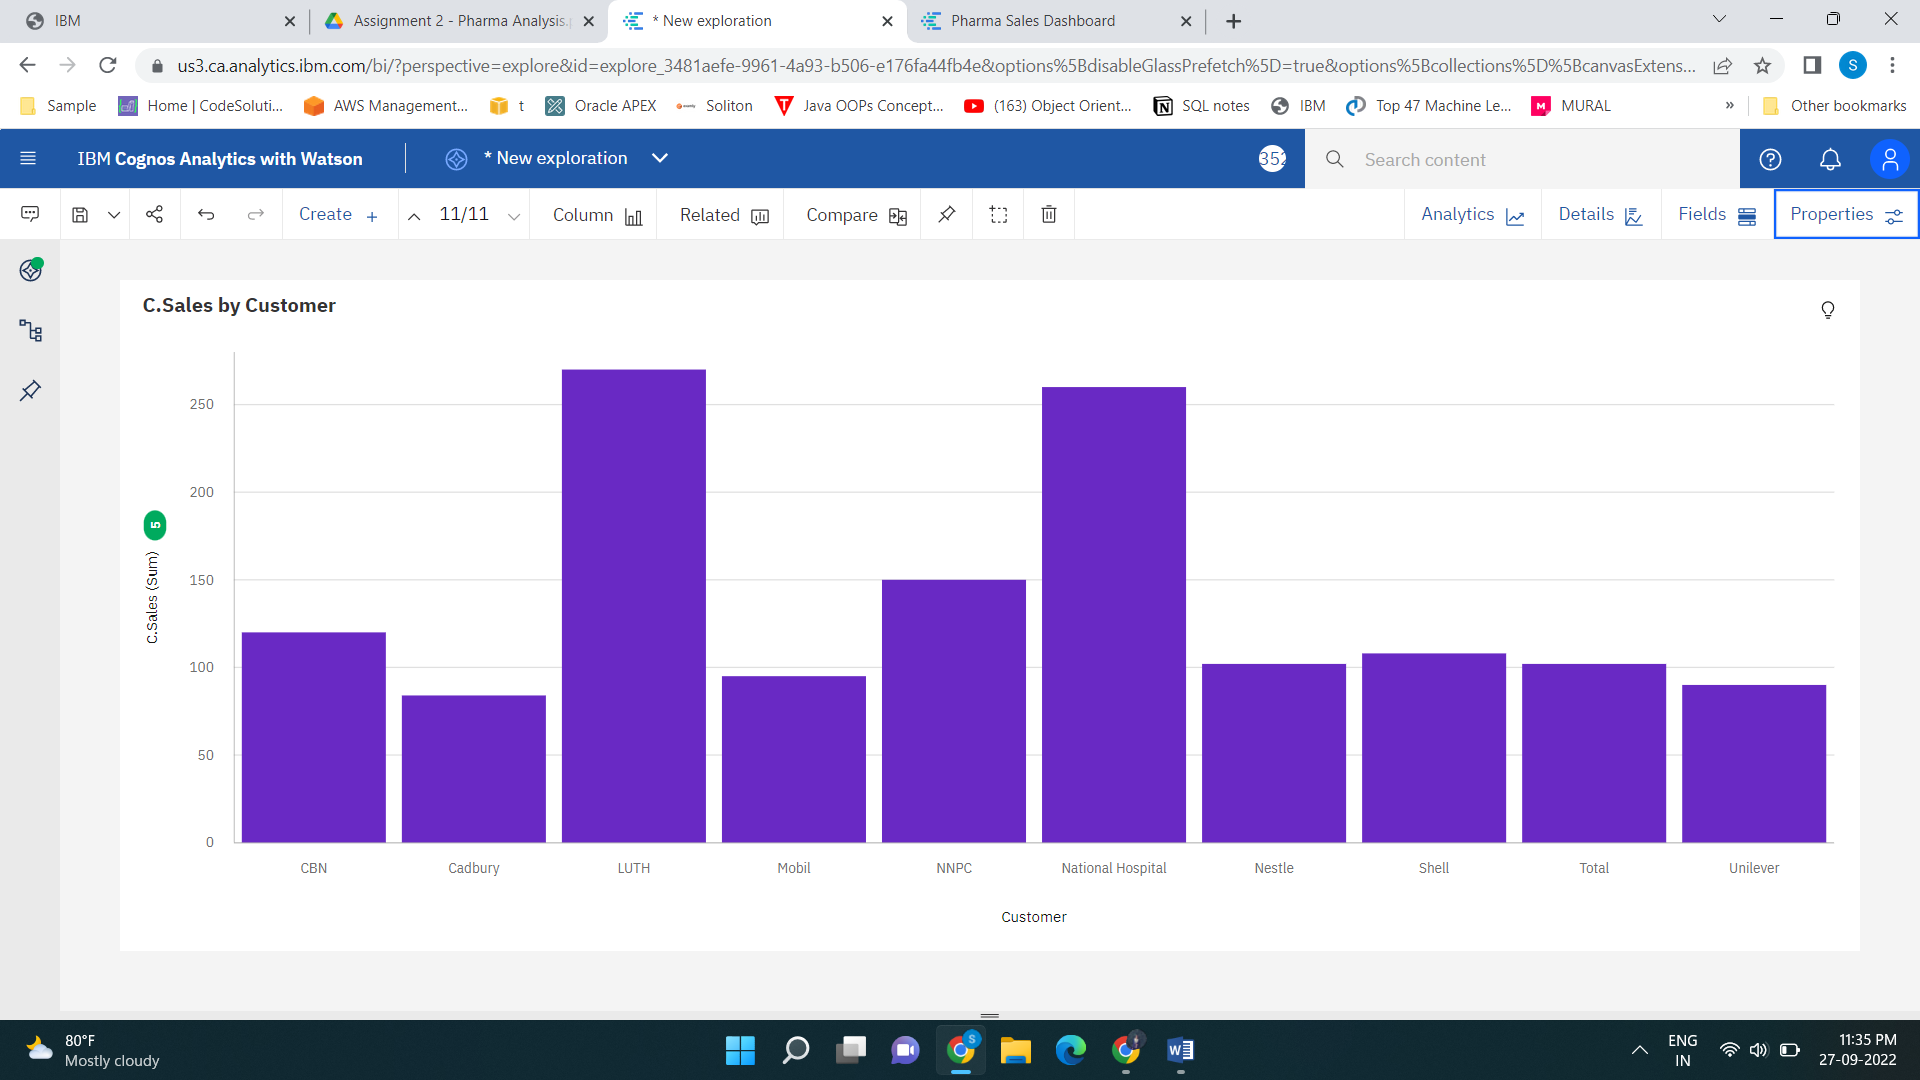 IBM
Assignment 2 - Pharma Analysis.
* New exploration
Pharma Sales Dashboard
us3.ca.analytics.ibm.com/bi/?perspective=explore&id=explore_3481aefe-9961-4a93-b506-e176fa44fb4e&options%5BdisableGlassPrefetch%5D=true&options%5Bcollections%5D%5BcanvasExtens...
S
Sample
Home | CodeSoluti...
AWS Management...
t
Oracle APEX
Soliton
Java OOPs Concept...
(163) Object Orient...
SQL notes
IBM
Top 47 Machine Le...
M
MURAL
»
Other bookmarks
IBM Cognos Analytics with Watson
* New exploration
352
Search content
Create +
11/11
Column
Related
Compare
Analytics
Details
Fields
Properties
C.Sales by Customer
250
200
150
100
50
0
C.Sales (Sum)
5
CBN
Cadbury
LUTH
Mobil
NNPC
National Hospital
Nestle
Shell
Total
Unilever
Customer
80°F
Mostly cloudy
S
W
ENG
IN
11:35 PM
27-09-2022